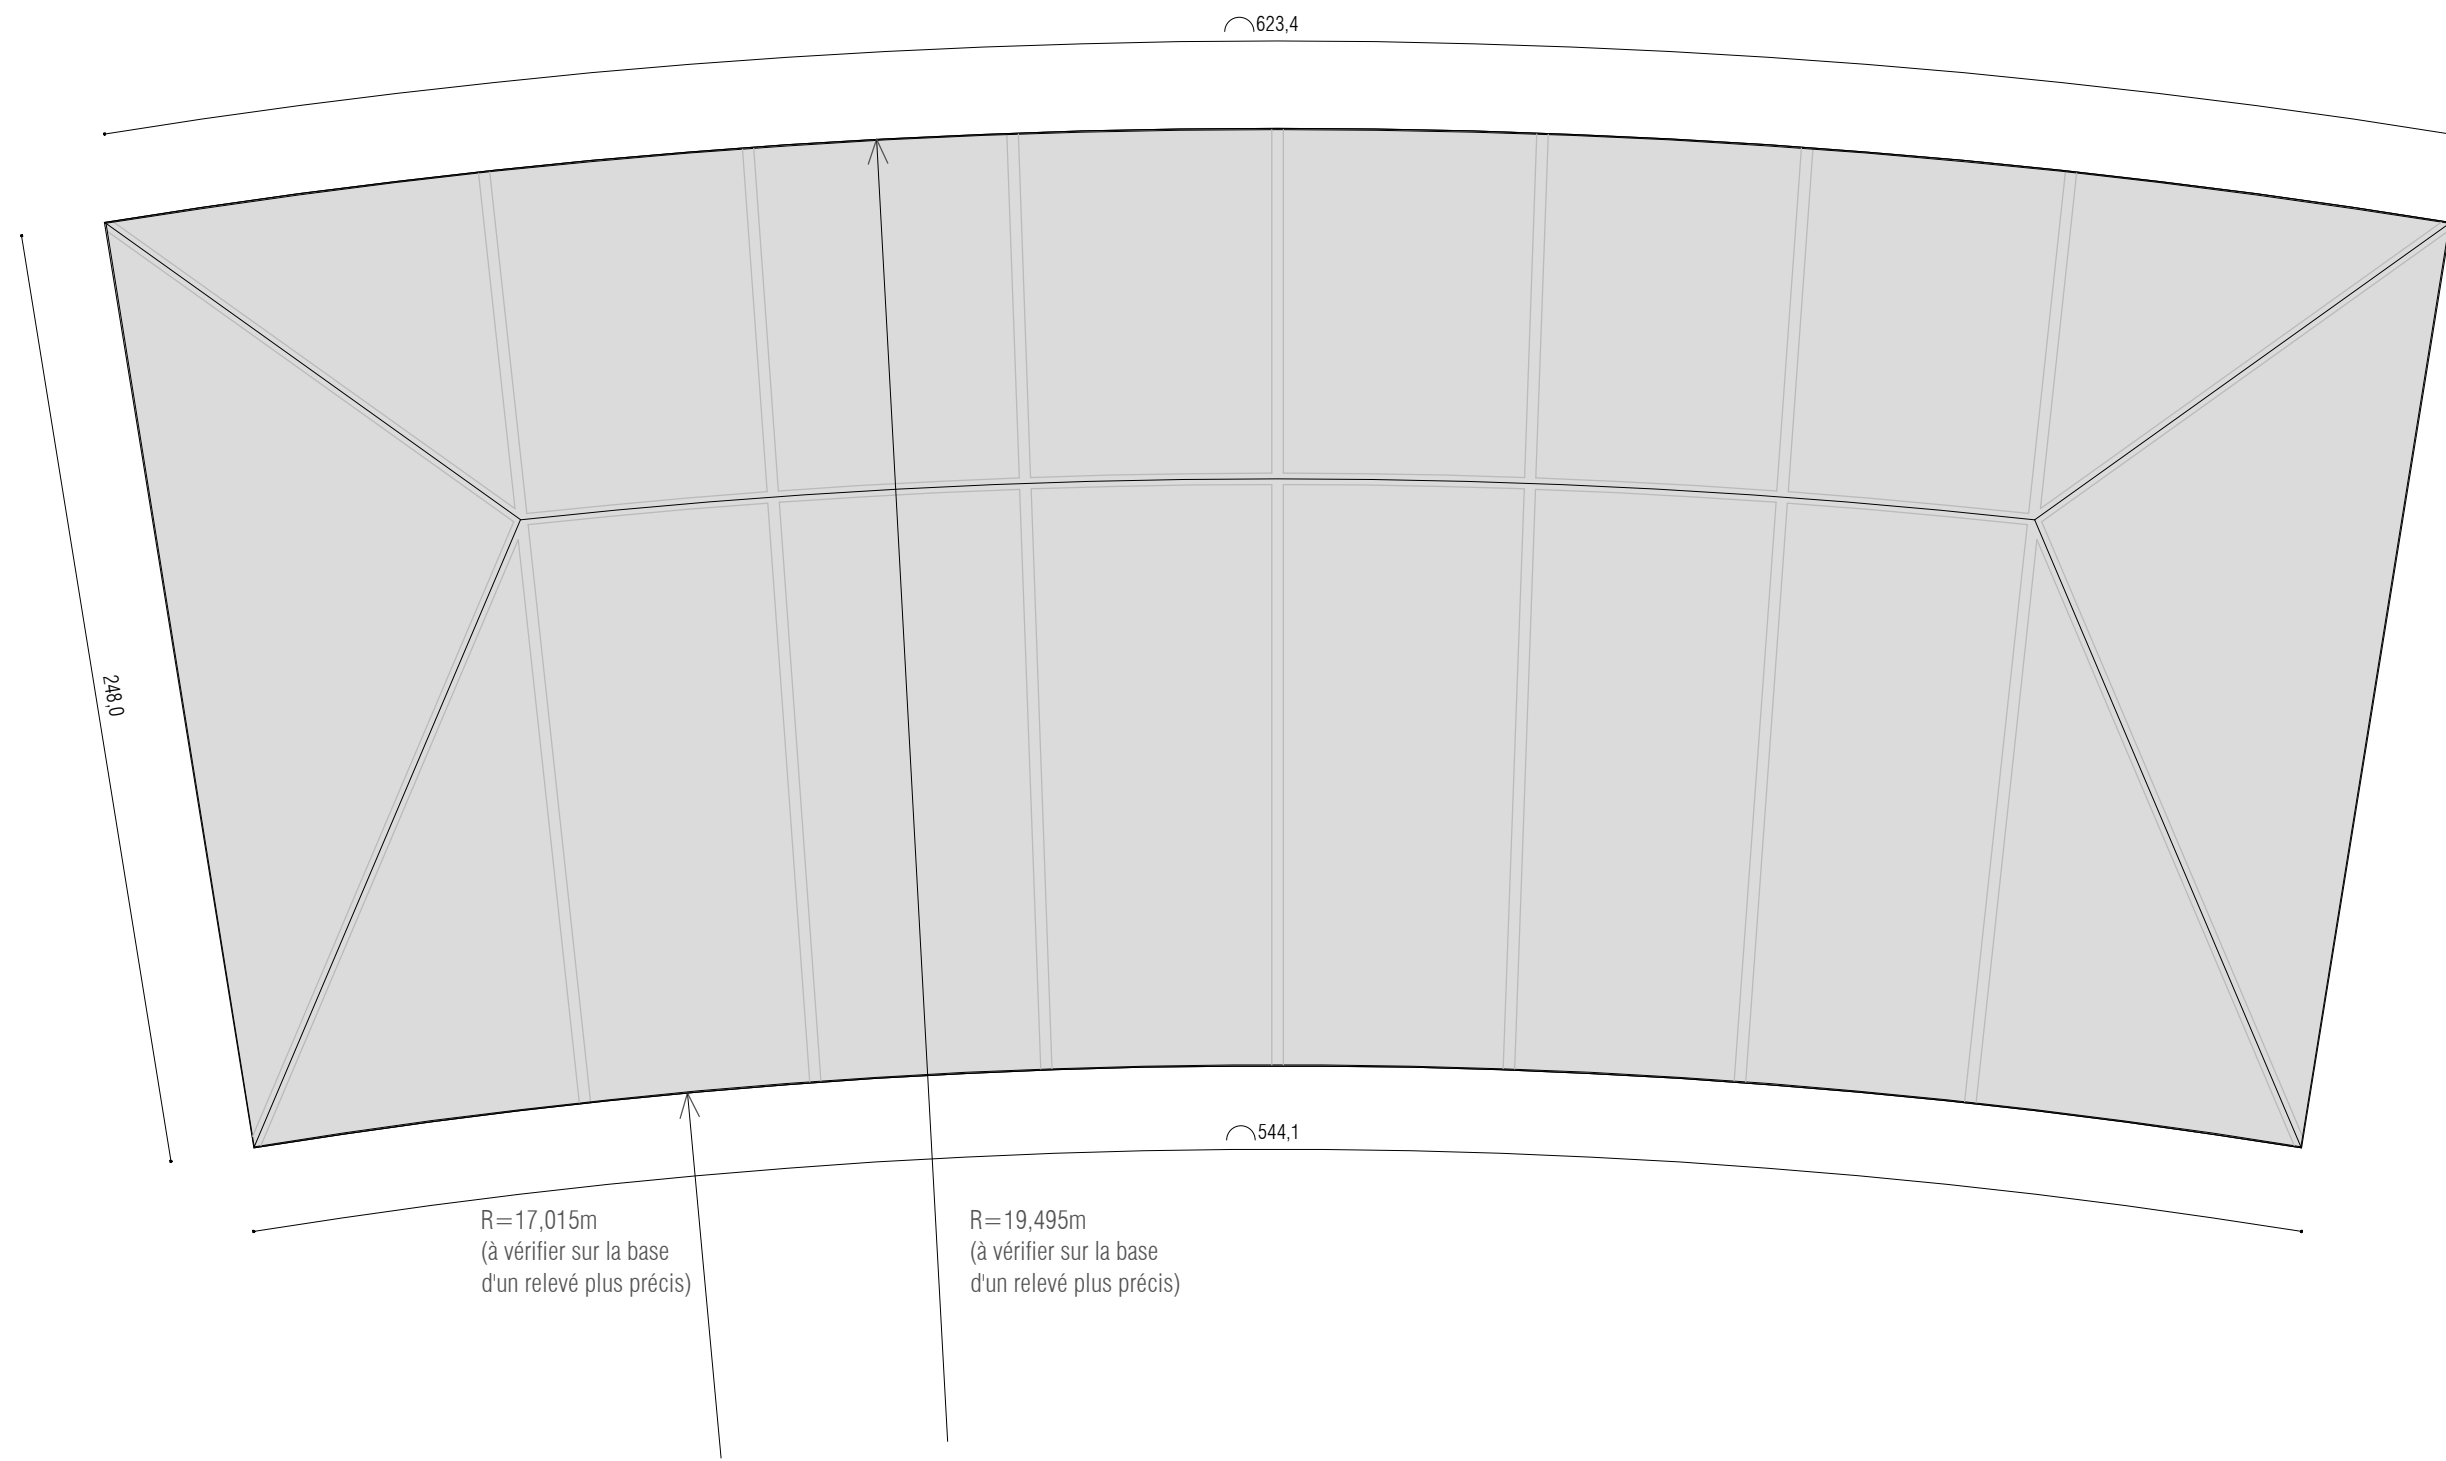 623,4
248,0
544,1
R=17,015m
(à vérifier sur la base
d'un relevé plus précis)
R=19,495m
(à vérifier sur la base
d'un relevé plus précis)